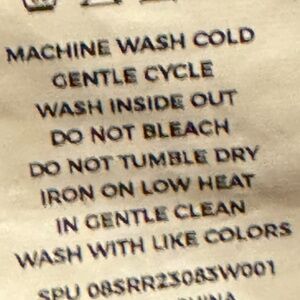 MACHINE WASH COLD
GENTLE CYCLE
WASH INSIDE OUT
DO NOT BLEACH
DO NOT TUMBLE DRY
IRON ON LOW HEAT
IN GENTLE CLEAN
WASH WITH LIKE COLORS
SPU 08SRR23083W001
CHINA